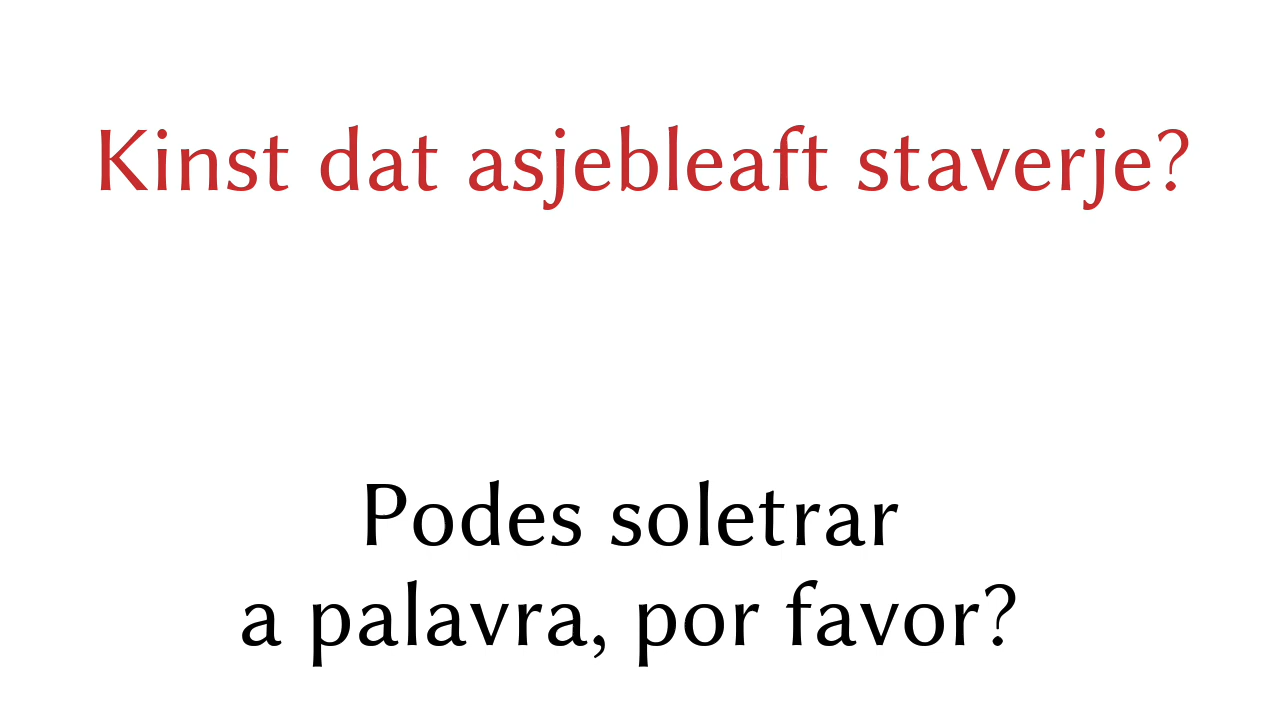 Kinst dat asjebleaft staverje?
Podes soletrar
a palavra, por favor?